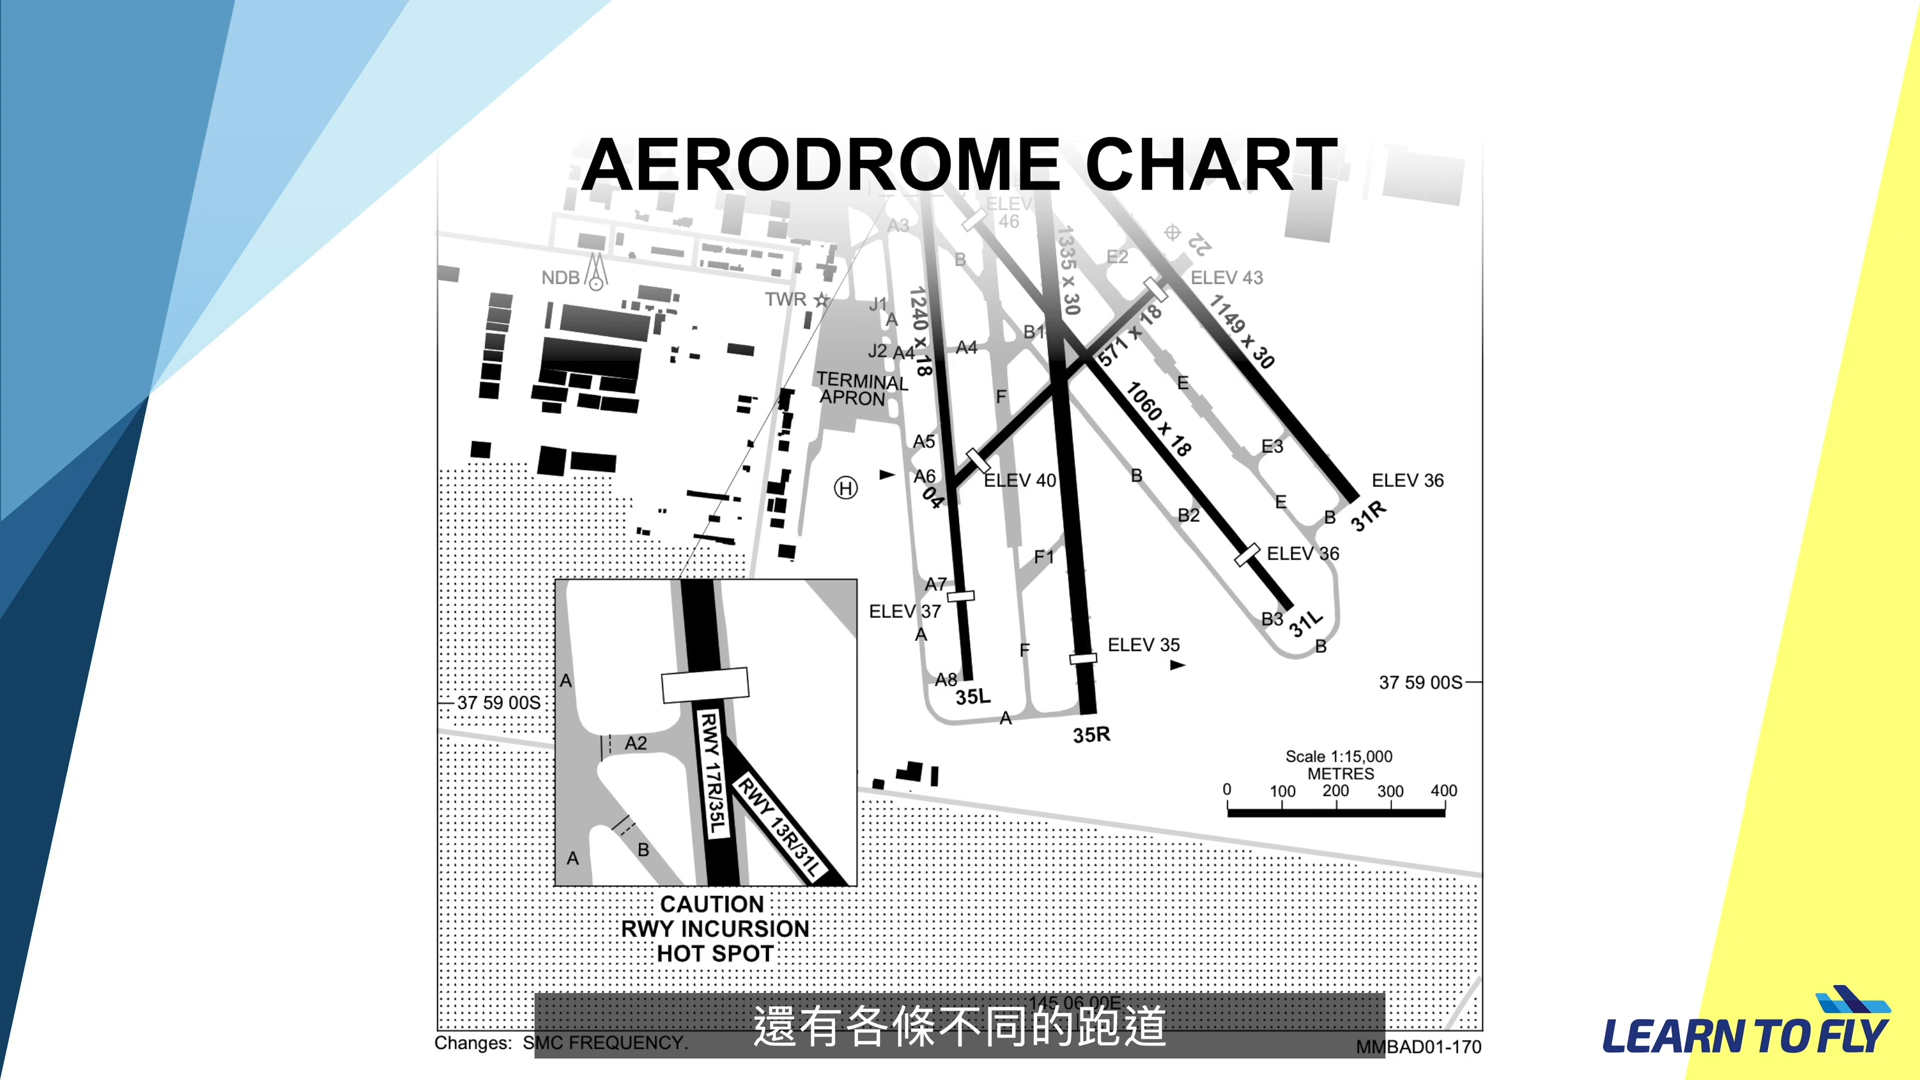 AERODROME CHART
ELEV
46
A3
B
1335 x 30
E2
22
ELEV 43
NDB
TWR
J1
A
1240 x 18
B1
571 x 18
1149 x 30
J2
A4
A4
TERMINAL
APRON
F
E
1060 x 18
A5
E3
A6
04
ELEV 40
B
ELEV 36
E
B
31R
B2
F1
ELEV 36
A7
ELEV 37
A
B3
31L
B
F
ELEV 35
A8
35L
A
35R
37 59 00S
37 59 00S
A
A2
RWY 17R/35L
RWY 13R/31L
B
A
Scale 1:15,000
METRES
0 100 200 300 400
CAUTION
RWY INCURSION
HOT SPOT
145 06 00E
還有各條不同的跑道
Changes: SMC FREQUENCY.
MMBAD01-170
LEARN TO FLY
H